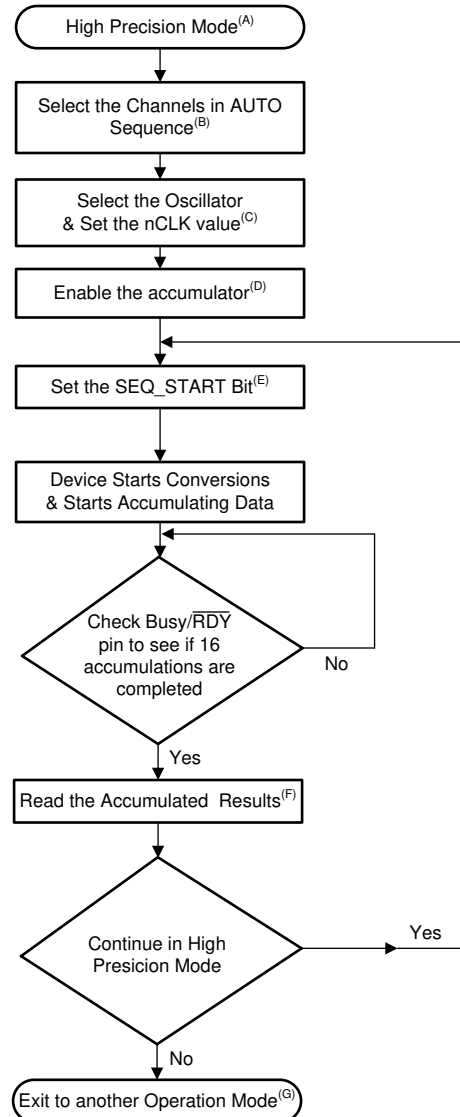 High Precision Mode(A)
Select the Channels in AUTO
Sequence(B)
Select the Oscillator
& Set the nCLK value(C)
Enable the accumulator(D)
Set the SEQ_START Bit(E)
Device Starts Conversions
& Starts Accumulating Data
Check Busy/RDY
pin to see if 16
accumulations are
completed
No
Yes
Read the Accumulated Results(F)
Continue in High
Presicion Mode
Yes
No
Exit to another Operation Mode(G)